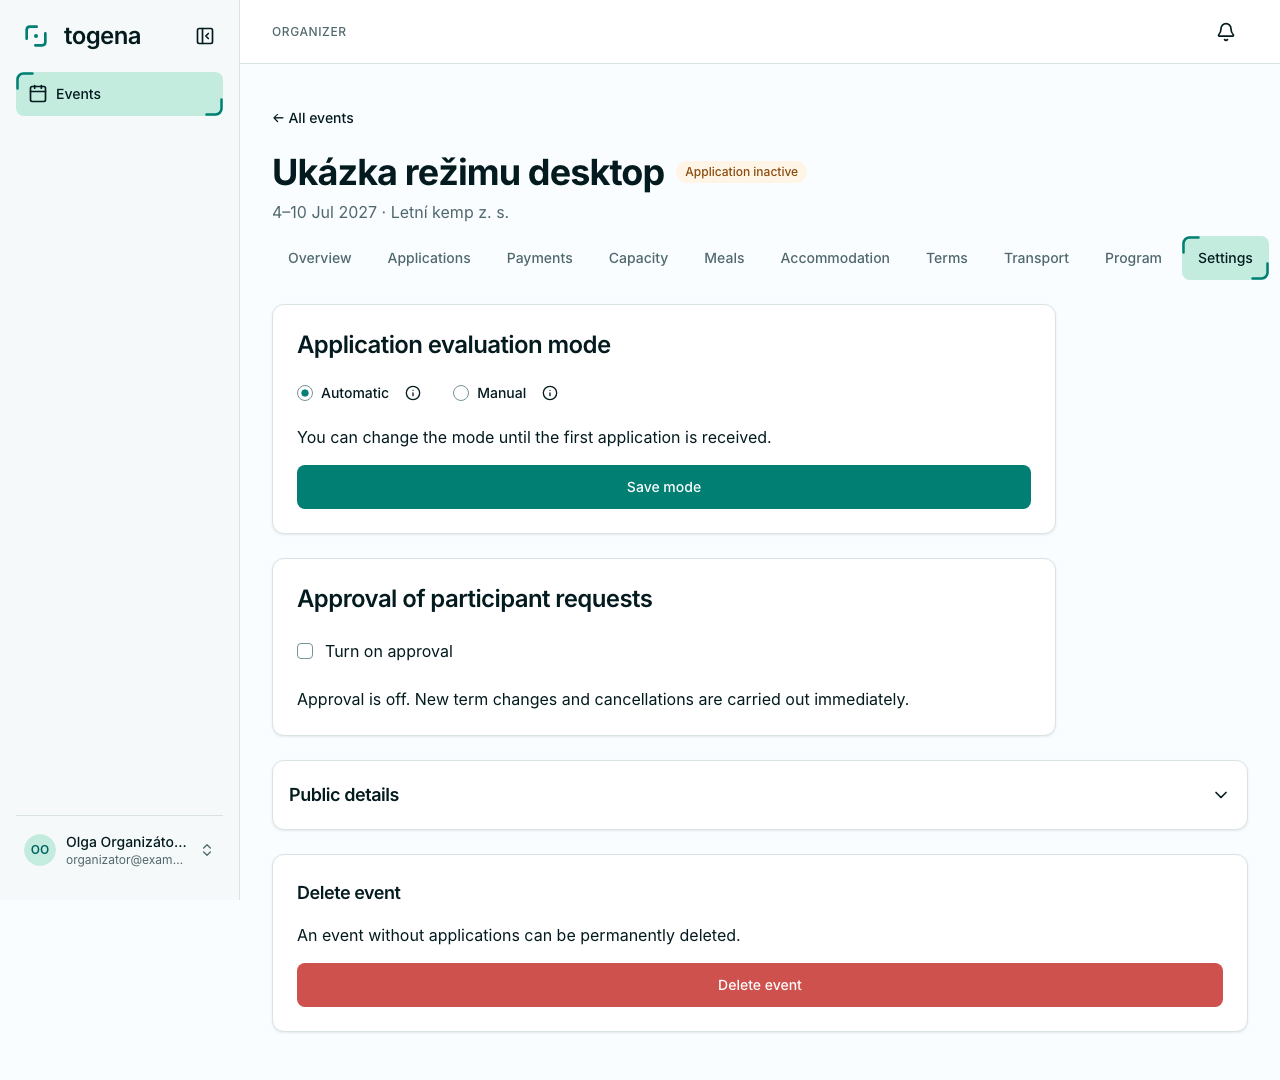 togena
ORGANIZER
Events
← All events
Ukázka režimu desktop
Application inactive
4–10 Jul 2027 · Letní kemp z. s.
Overview
Applications
Payments
Capacity
Meals
Accommodation
Terms
Transport
Program
Settings
Application evaluation mode
Automatic
Manual
You can change the mode until the first application is received.
Save mode
Approval of participant requests
Turn on approval
Approval is off. New term changes and cancellations are carried out immediately.
Public details
Delete event
An event without applications can be permanently deleted.
Delete event
OO
Olga Organizáto...
organizator@exam...